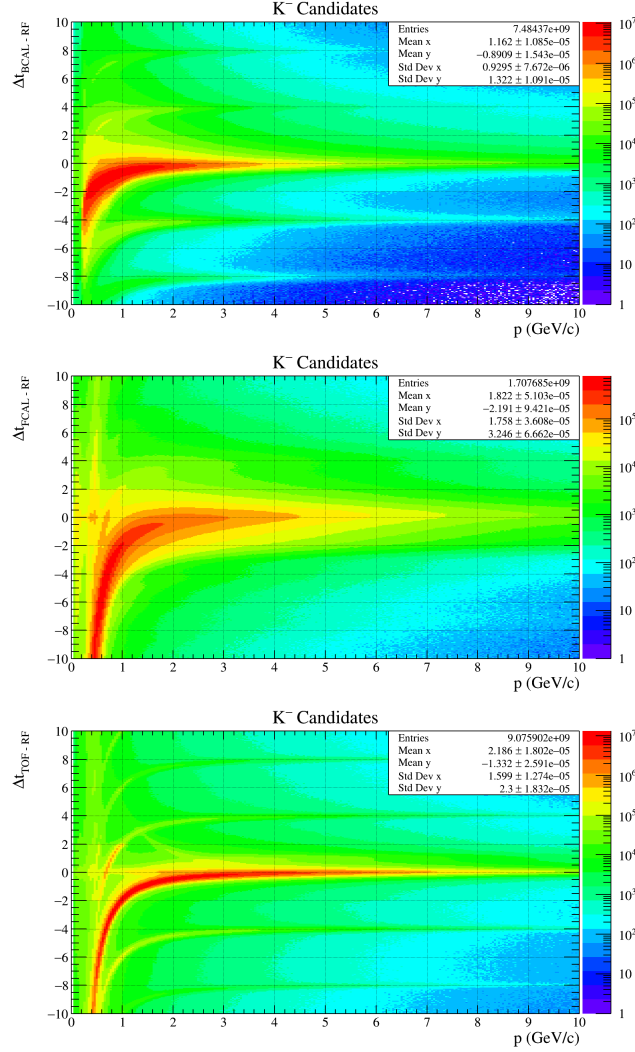 K⁻ Candidates
Δt BCAL - RF
Entries 7.48437e+09
Mean x 1.162 ± 1.085e−05
Mean y −0.8909 ± 1.543e−05
Std Dev x 0.9295 ± 7.672e−06
Std Dev y 1.322 ± 1.091e−05
10
8
6
4
2
0
−2
−4
−6
−8
−10
0 1 2 3 4 5 6 7 8 9 10
p (GeV/c)
10⁷
10⁶
10⁵
10⁴
10³
10²
10
1
K⁻ Candidates
Δt FCAL - RF
Entries 1.707685e+09
Mean x 1.822 ± 5.103e−05
Mean y −2.191 ± 9.421e−05
Std Dev x 1.758 ± 3.608e−05
Std Dev y 3.246 ± 6.662e−05
10
8
6
4
2
0
−2
−4
−6
−8
−10
0 1 2 3 4 5 6 7 8 9 10
p (GeV/c)
10⁵
10⁴
10³
10²
10
1
K⁻ Candidates
Δt TOF - RF
Entries 9.075902e+09
Mean x 2.186 ± 1.802e−05
Mean y −1.332 ± 2.591e−05
Std Dev x 1.599 ± 1.274e−05
Std Dev y 2.3 ± 1.832e−05
10
8
6
4
2
0
−2
−4
−6
−8
−10
0 1 2 3 4 5 6 7 8 9 10
p (GeV/c)
10⁷
10⁶
10⁵
10⁴
10³
10²
10
1